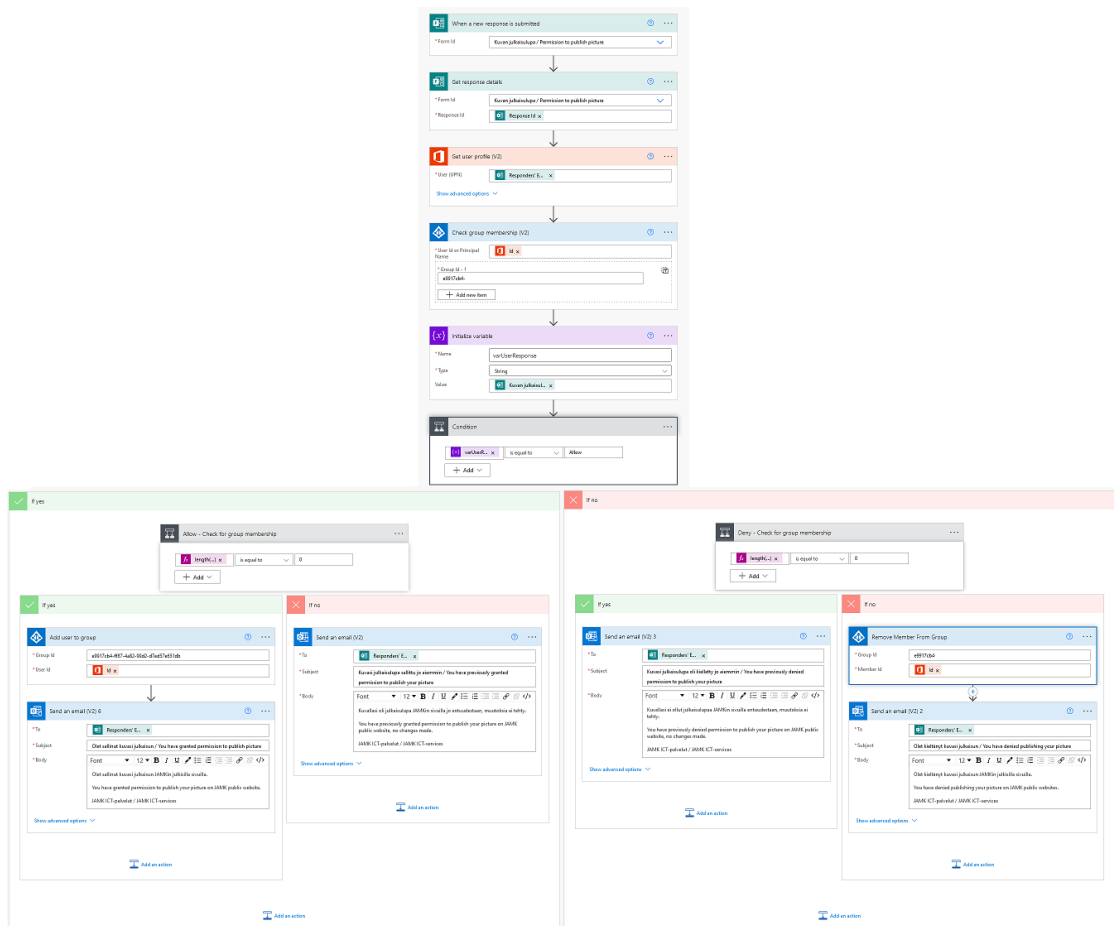 When a new response is submitted
* Form Id
Kuvan julkaisulupa / Permission to publish picture
Get response details
* Form Id
Kuvan julkaisulupa / Permission to publish picture
* Response Id
Response Id x
Get user profile (V2)
* User (UPN)
Responders' E... x
Show advanced options
Check group membership (V2)
* User Id or Principal
Name
Id x
* Group Id - 1
+ Add new item
Initialize variable
* Name
varUserResponse
* Type
String
Value
Kuvan julkaisul... x
Condition
varUserR... x
is equal to
Allow
+ Add
If yes
Allow - Check for group membership
length(...) x
is equal to
0
+ Add
If yes
Add user to group
* Group Id
* User Id
Id x
Send an email (V2) 6
* To
Responders' E... x
* Subject
Olet sallinut kuvasi julkaisun / You have granted permission to publish picture
* Body
Font
12
B I U
Olet sallinut kuvasi julkaisun JAMKin julkisilla sivuilla.
You have granted permission to publish your picture on JAMK public website.
JAMK ICT-palvelut / JAMK ICT-services
Show advanced options
Add an action
If no
Send an email (V2)
* To
Responders' E... x
* Subject
Kuvasi julkaisulupa sallittu jo aiemmin / You have previously granted
permission to publish your picture
* Body
Font
12
B I U
Kuvallasi oli julkaisulupa JAMKin sivuilla jo entuudestaan, muutoksia ei tehty.
You have previously granted permission to publish your picture on JAMK
public website, no changes made.
JAMK ICT-palvelut / JAMK ICT-services
Show advanced options
Add an action
Add an action
If no
Deny - Check for group membership
length(...) x
is equal to
0
+ Add
If yes
Send an email (V2) 3
* To
Responders' E... x
* Subject
Kuvasi julkaisulupa oli kielletty jo aiemmin / You have previously denied
permission to publish your picture
* Body
Font
12
B I U
Kuvallasi ei ollut julkaisulupaa JAMKin sivuilla jo entuudestaan, muutoksia ei
tehty.
You have previously denied permission to publish your picture on JAMK public
website, no changes made.
JAMK ICT-palvelut / JAMK ICT-services
Show advanced options
Add an action
If no
Remove Member From Group
* Group Id
e9917cb4
* Member Id
Id x
Send an email (V2) 2
* To
Responders' E... x
* Subject
Olet kieltänyt kuvasi julkaisun / You have denied publishing your picture
* Body
Font
12
B I U
Olet kieltänyt kuvasi julkaisun JAMKin julkisilla sivuilla.
You have denied publishing your picture on JAMK public websites.
JAMK ICT-palvelut / JAMK ICT-services
Show advanced options
Add an action
Add an action